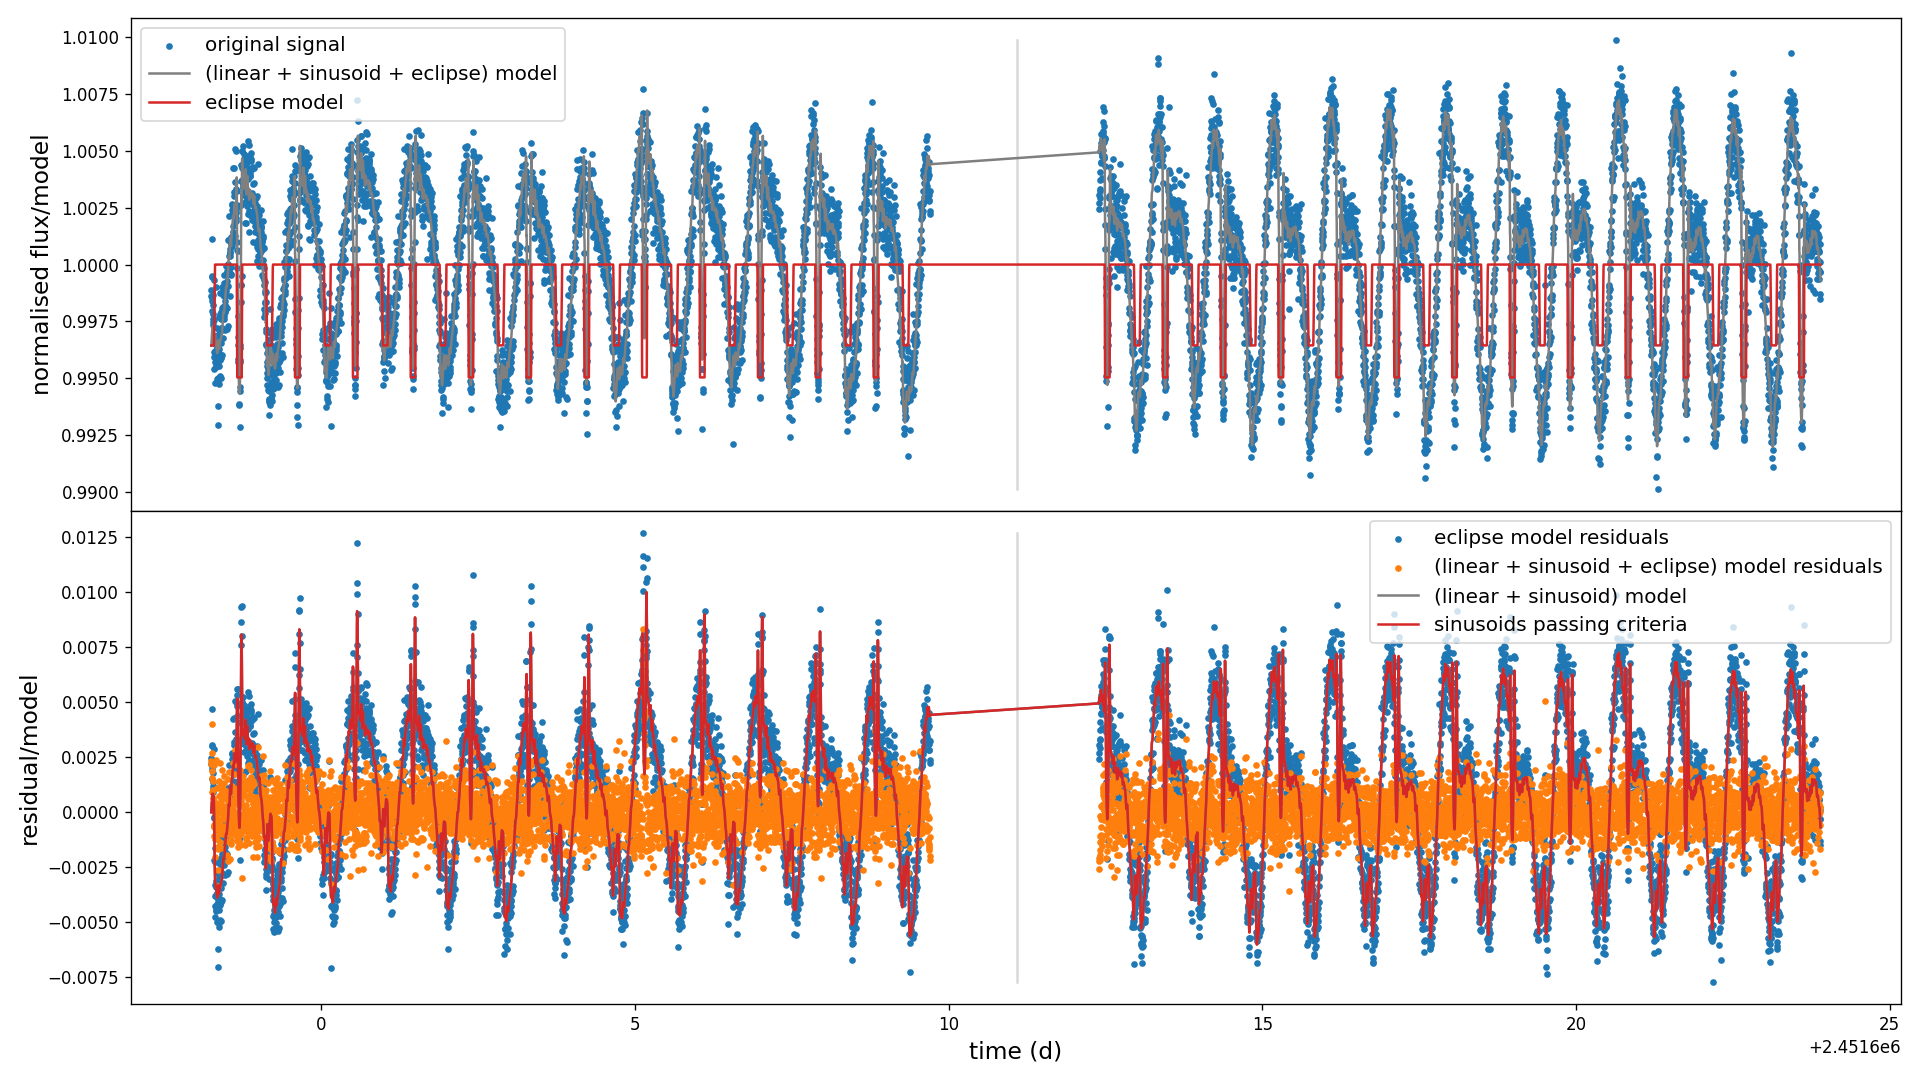 1.0100
1.0075
1.0050
1.0025
1.0000
0.9975
0.9950
0.9925
0.9900
normalised flux/model
original signal
(linear + sinusoid + eclipse) model
eclipse model
0.0125
0.0100
0.0075
0.0050
0.0025
0.0000
−0.0025
−0.0050
−0.0075
residual/model
eclipse model residuals
(linear + sinusoid + eclipse) model residuals
(linear + sinusoid) model
sinusoids passing criteria
0 5 10 15 20 25
time (d)
+2.4516e6